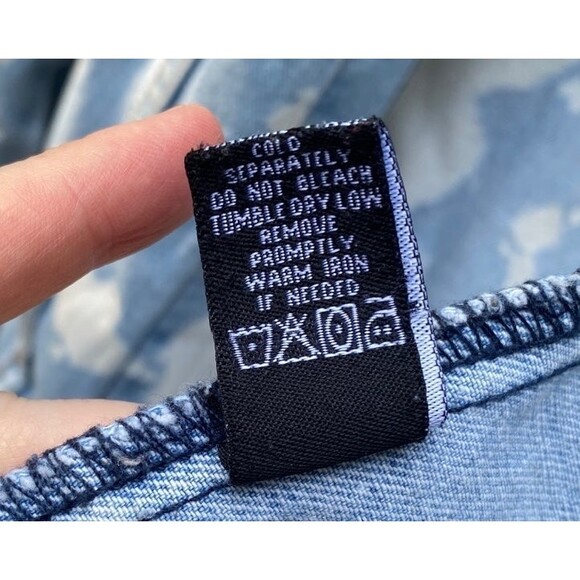 COLD
SEPARATELY
DO NOT BLEACH
TUMBLE DRY LOW
REMOVE
PROMPTLY
WARM IRON
IF NEEDED